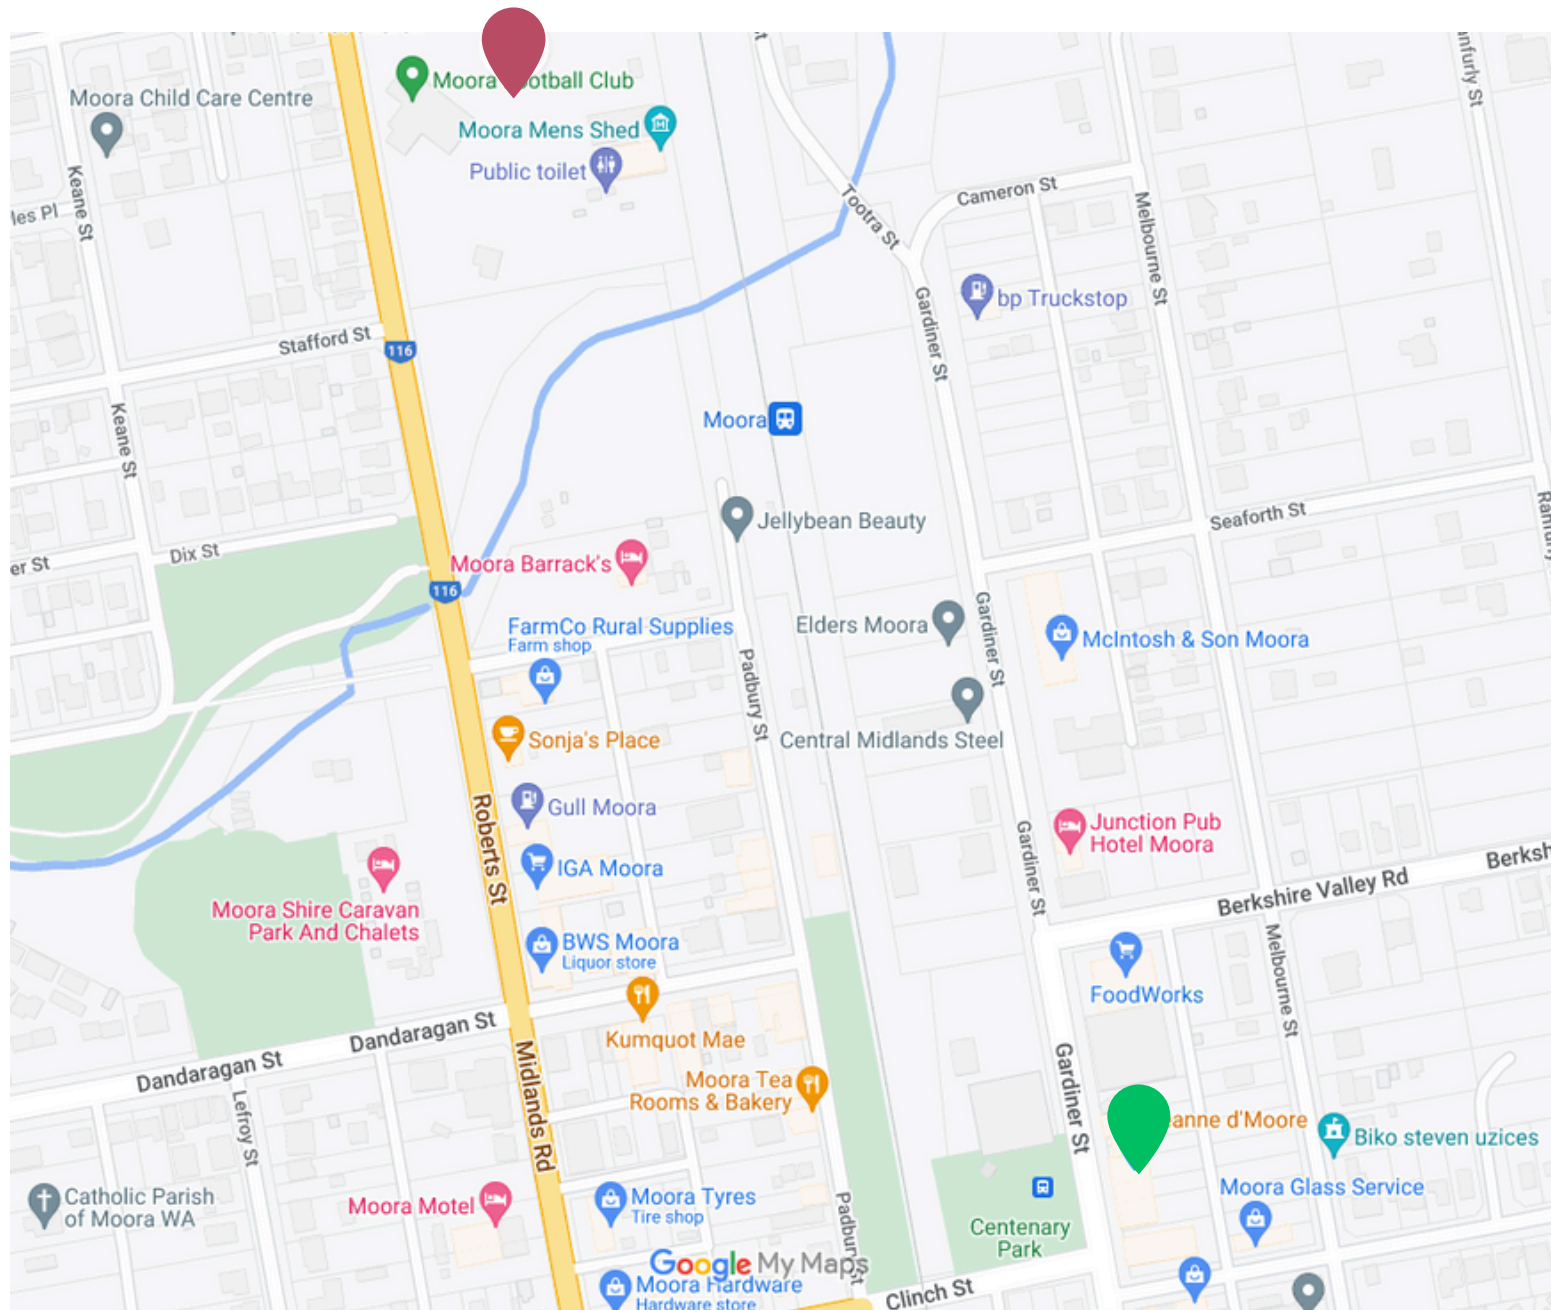 Moora Football Club
Moora Child Care Centre
Moora Mens Shed
Public toilet
Keane St
les Pl
Tootra St
Cameron St
Melbourne St
Gardiner St
bp Truckstop
Stafford St
116
Moora
Keane St
Jellybean Beauty
Seaforth St
Dix St
er St
Moora Barrack's
116
Gardiner St
FarmCo Rural Supplies
Farm shop
Elders Moora
McIntosh & Son Moora
Padbury St
Sonja's Place
Central Midlands Steel
Gull Moora
Roberts St
Junction Pub
Hotel Moora
Gardiner St
IGA Moora
Berksh
Berkshire Valley Rd
Moora Shire Caravan
Park And Chalets
BWS Moora
Liquor store
Melbourne St
FoodWorks
Dandaragan St
Kumquot Mae
Dandaragan St
Midlands Rd
Gardiner St
Moora Tea
Rooms & Bakery
Lefroy St
eanne d'Moore
Biko steven uzices
Catholic Parish
of Moora WA
Moora Motel
Moora Tyres
Tire shop
Moora Glass Service
Padbury St
Centenary
Park
Google My Maps
Moora Hardware
Hardware store
Clinch St